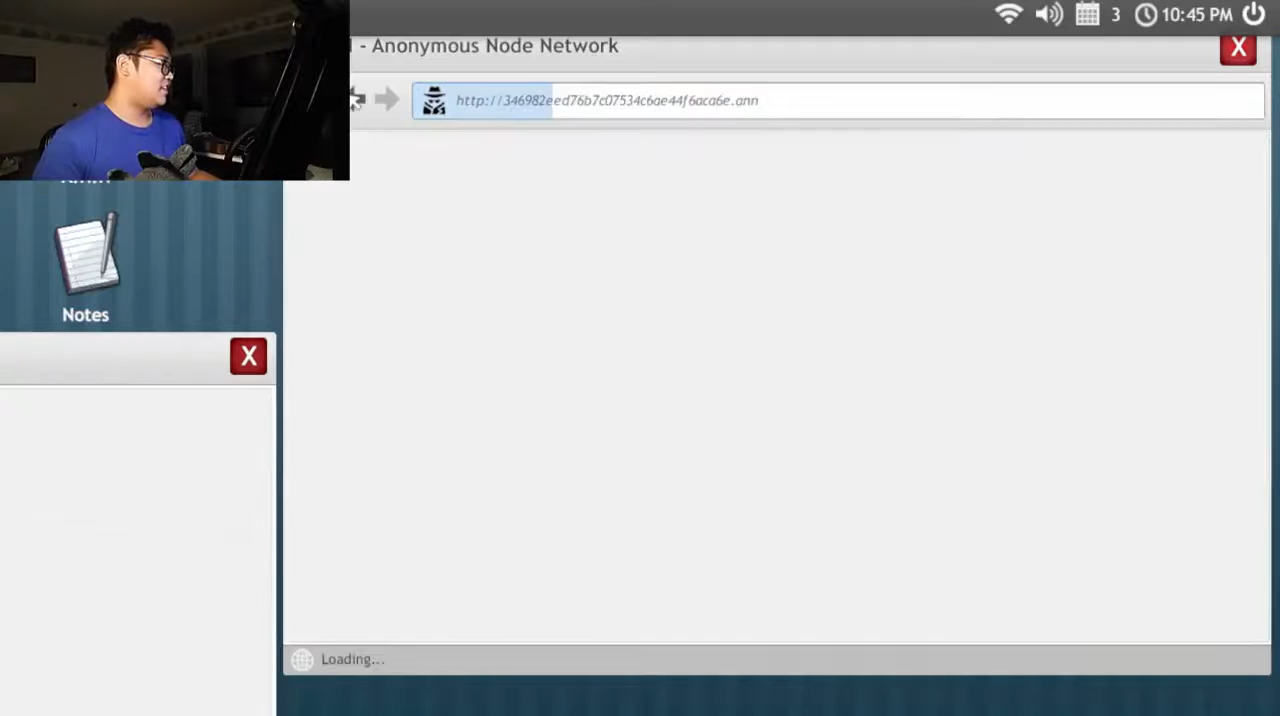 3 10:45 PM
- Anonymous Node Network
X
http://346982eed76b7c07534c6ae44f6aca6e.ann
Notes
X
Loading...